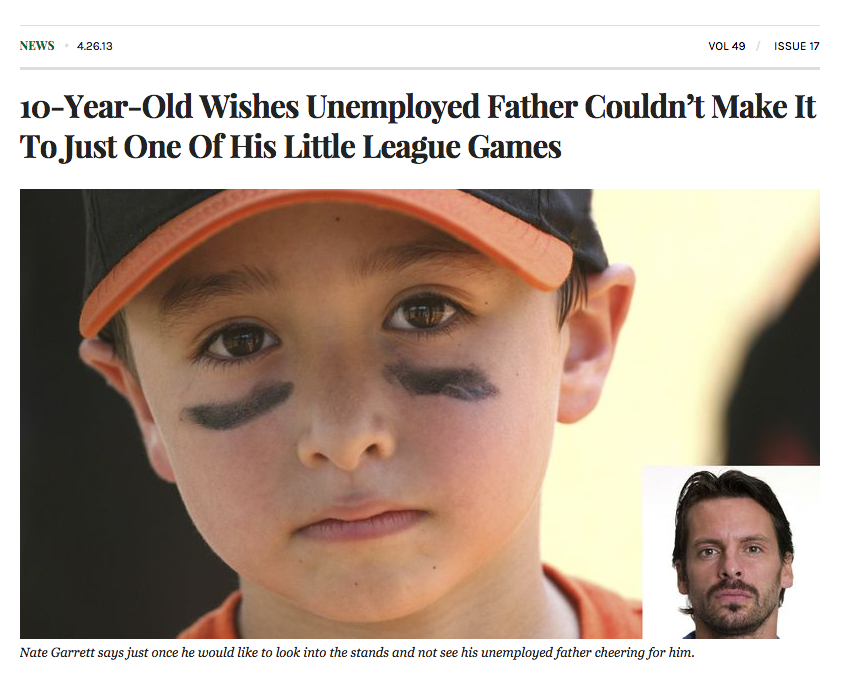 NEWS • 4.26.13 VOL 49 / ISSUE 17
10-Year-Old Wishes Unemployed Father Couldn’t Make It
To Just One Of His Little League Games
Nate Garrett says just once he would like to look into the stands and not see his unemployed father cheering for him.